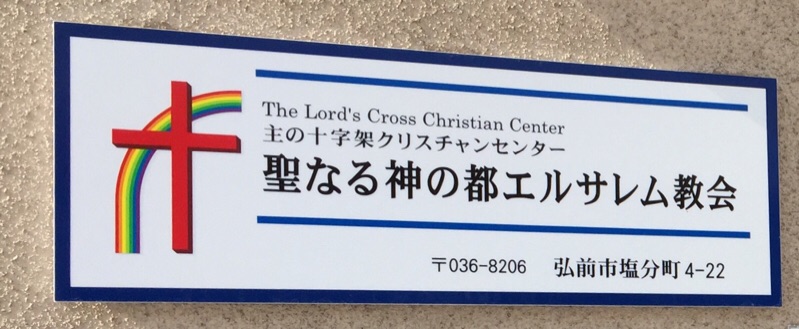 The Lord's Cross Christian Center
主の十字架クリスチャンセンター
聖なる神の都エルサレム教会
〒036-8206　弘前市塩分町4-22